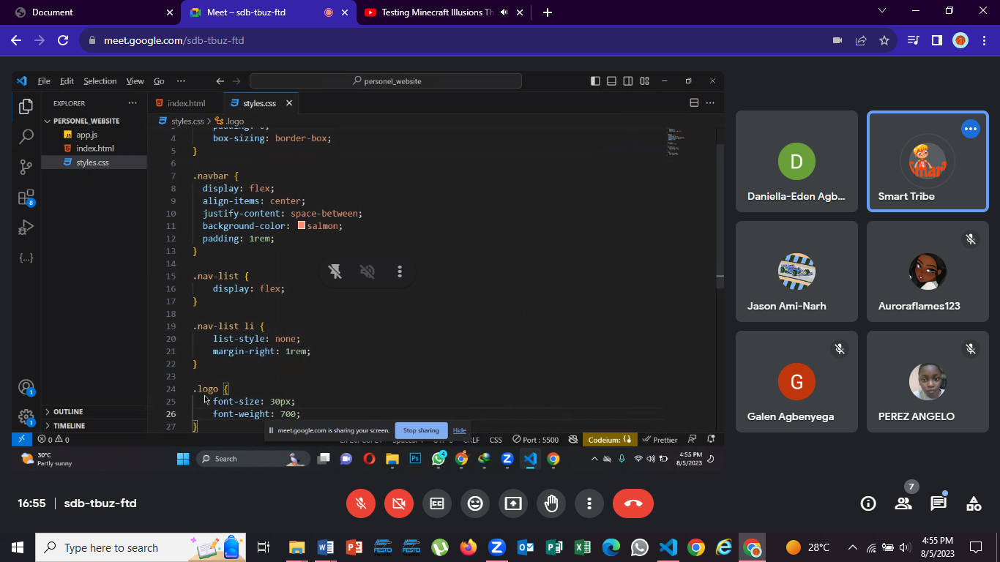 Document
Meet – sdb-tbuz-ftd
Testing Minecraft Illusions Th
meet.google.com/sdb-tbuz-ftd
File Edit Selection View Go ···
personel_website
EXPLORER
index.html
styles.css
PERSONEL_WEBSITE
styles.css > .logo
JS app.js
index.html
styles.css
4 box-sizing: border-box;
5 }
6
7 .navbar {
8 display: flex;
9 align-items: center;
10 justify-content: space-between;
11 background-color: salmon;
12 padding: 1rem;
13 }
14
15 .nav-list {
16 display: flex;
17 }
18
19 .nav-list li {
20 list-style: none;
21 margin-right: 1rem;
22 }
23
24 .logo {
25 font-size: 30px;
26 font-weight: 700;
27 }
8
{...}
1
1
OUTLINE
TIMELINE
meet.google.com is sharing your screen.
Stop sharing
Hide
0 0
CSS
Port : 5500
Codeium: {}
Prettier
30°C
Partly sunny
Search
Ps
4
4:55 PM
8/5/2023
D
Daniella-Eden Agb...
Smart Tribe
Jason Ami-Narh
Auroraflames123
G
Galen Agbenyega
PEREZ ANGELO
16:55 | sdb-tbuz-ftd
7
Type here to search
FESTO
FESTO
28°C
4:55 PM
8/5/2023